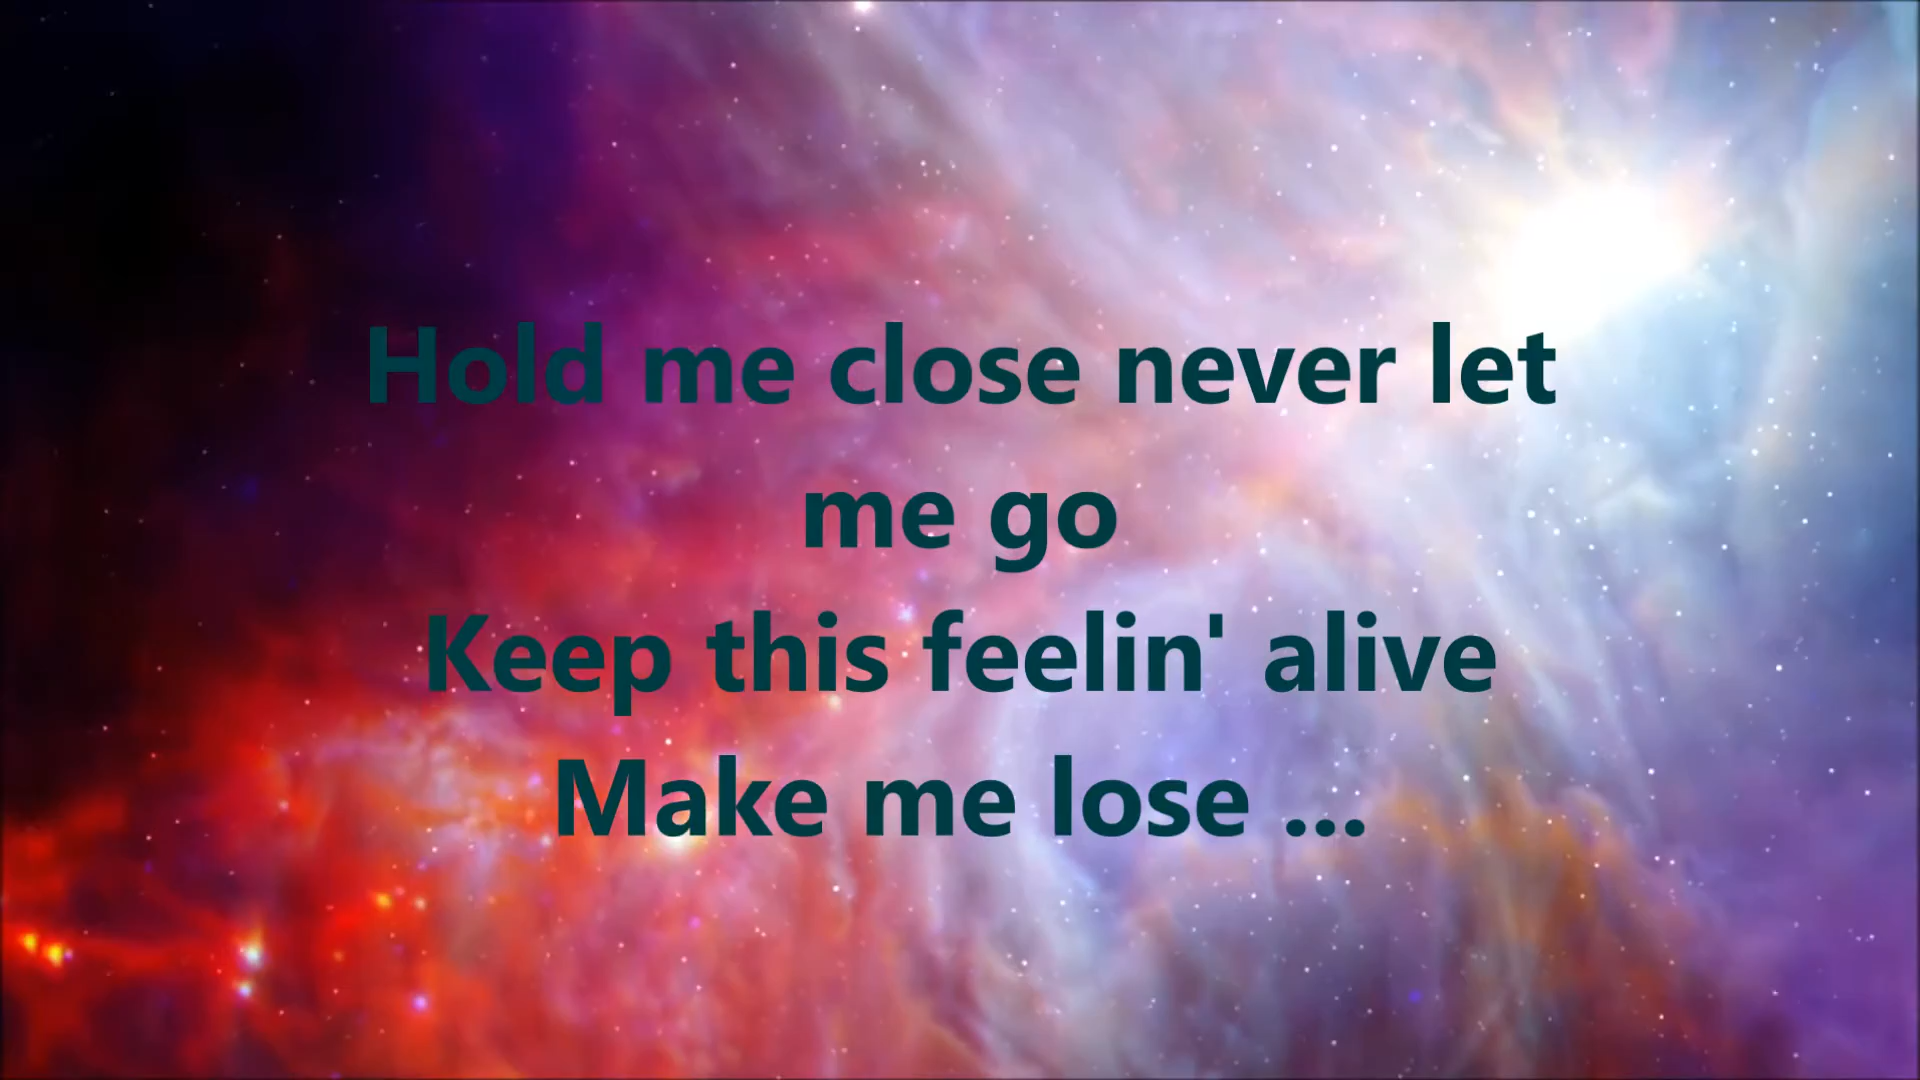 Hold me close never let
me go
Keep this feelin' alive
Make me lose ...